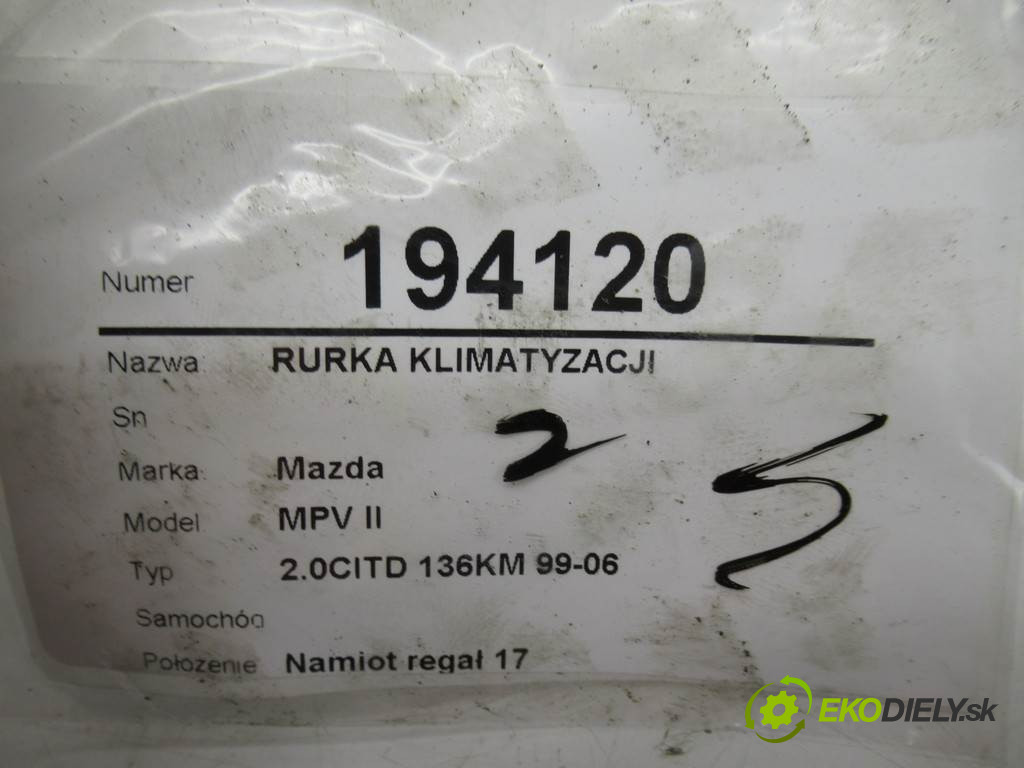 Numer 194120
Nazwa: RURKA KLIMATYZACJI
Sn
Marka: Mazda 2
Model MPV II
Typ 2.0CITD 136KM 99-06
Samochód
Położenie Namiot regał 17
EKODIELY.sk